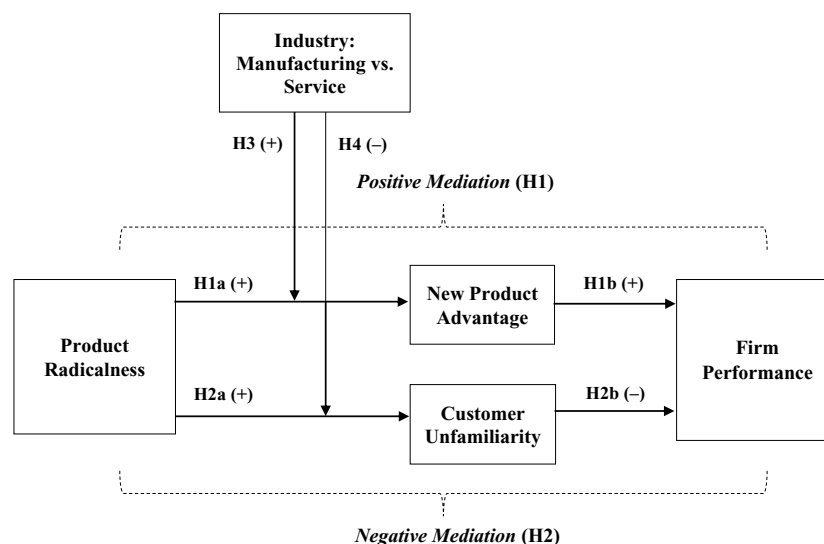 Industry:
Manufacturing vs.
Service
H3 (+)
H4 (–)
Positive Mediation (H1)
H1a (+)
New Product
Advantage
H1b (+)
Product
Radicalness
Firm
Performance
H2a (+)
Customer
Unfamiliarity
H2b (–)
Negative Mediation (H2)